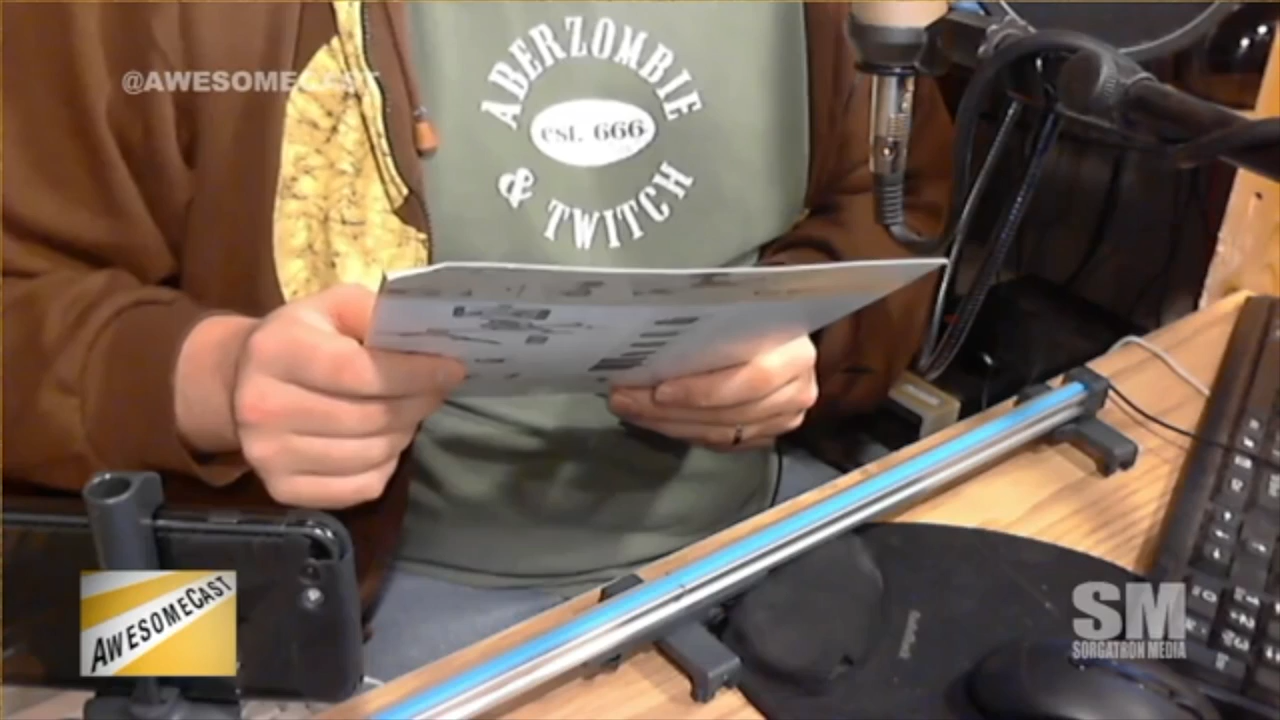 @AWESOMECAST
ABERZOMBIE
est. 666
& TWITCH
AWESOMECAST
SM
SORGATRON MEDIA